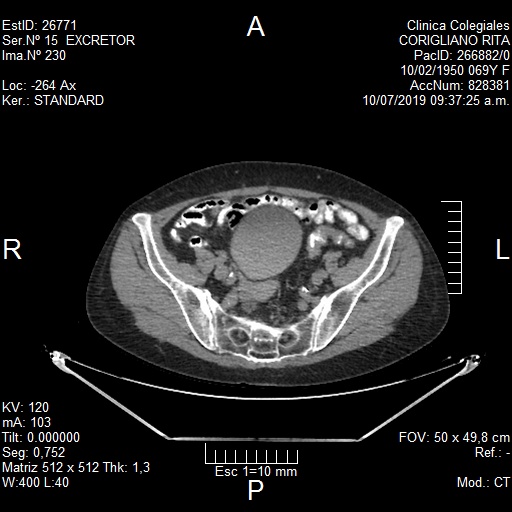 EstID: 26771
Ser.Nº 15 EXCRETOR
Ima.Nº 230
Loc: -264 Ax
Ker.: STANDARD
A
Clinica Colegiales
CORIGLIANO RITA
PacID: 266882/0
10/02/1950 069Y F
AccNum: 828381
10/07/2019 09:37:25 a.m.
R
L
KV: 120
mA: 103
Tilt: 0.000000
Seg: 0,752
Matriz 512 x 512 Thk: 1,3
W:400 L:40
Esc 1=10 mm
P
FOV: 50 x 49,8 cm
Ref.: -
Mod.: CT